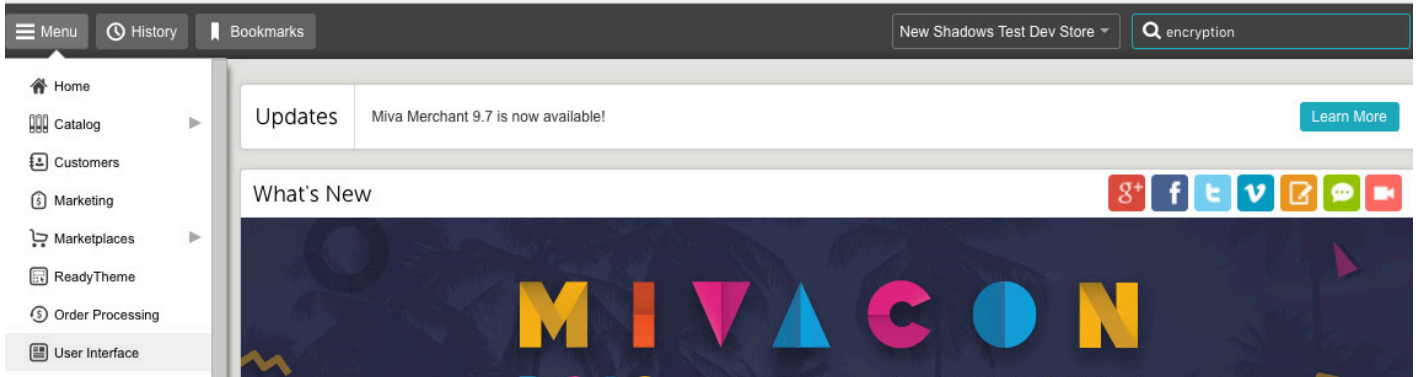 Menu
History
Bookmarks
New Shadows Test Dev Store
encryption
Home
Catalog
Customers
Marketing
Marketplaces
ReadyTheme
Order Processing
User Interface
Updates
Miva Merchant 9.7 is now available!
Learn More
What's New
MIVACON